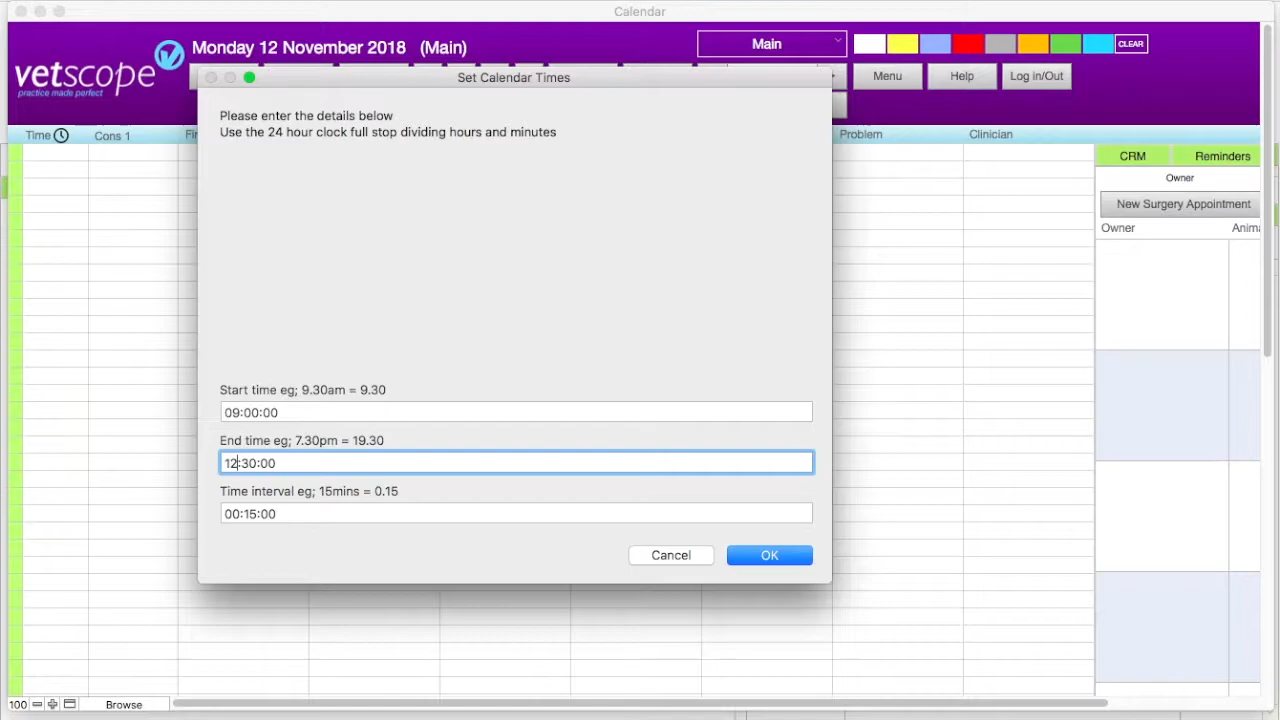 Calendar
vetscope
practice made perfect
Monday 12 November 2018 (Main)
Main
CLEAR
Menu
Help
Log in/Out
Set Calendar Times
Please enter the details below
Use the 24 hour clock full stop dividing hours and minutes
Time
Cons 1
Problem
Clinician
CRM
Reminders
Owner
New Surgery Appointment
Owner
Start time eg; 9.30am = 9.30
09:00:00
End time eg; 7.30pm = 19.30
12:30:00
Time interval eg; 15mins = 0.15
00:15:00
Cancel
OK
100
Browse